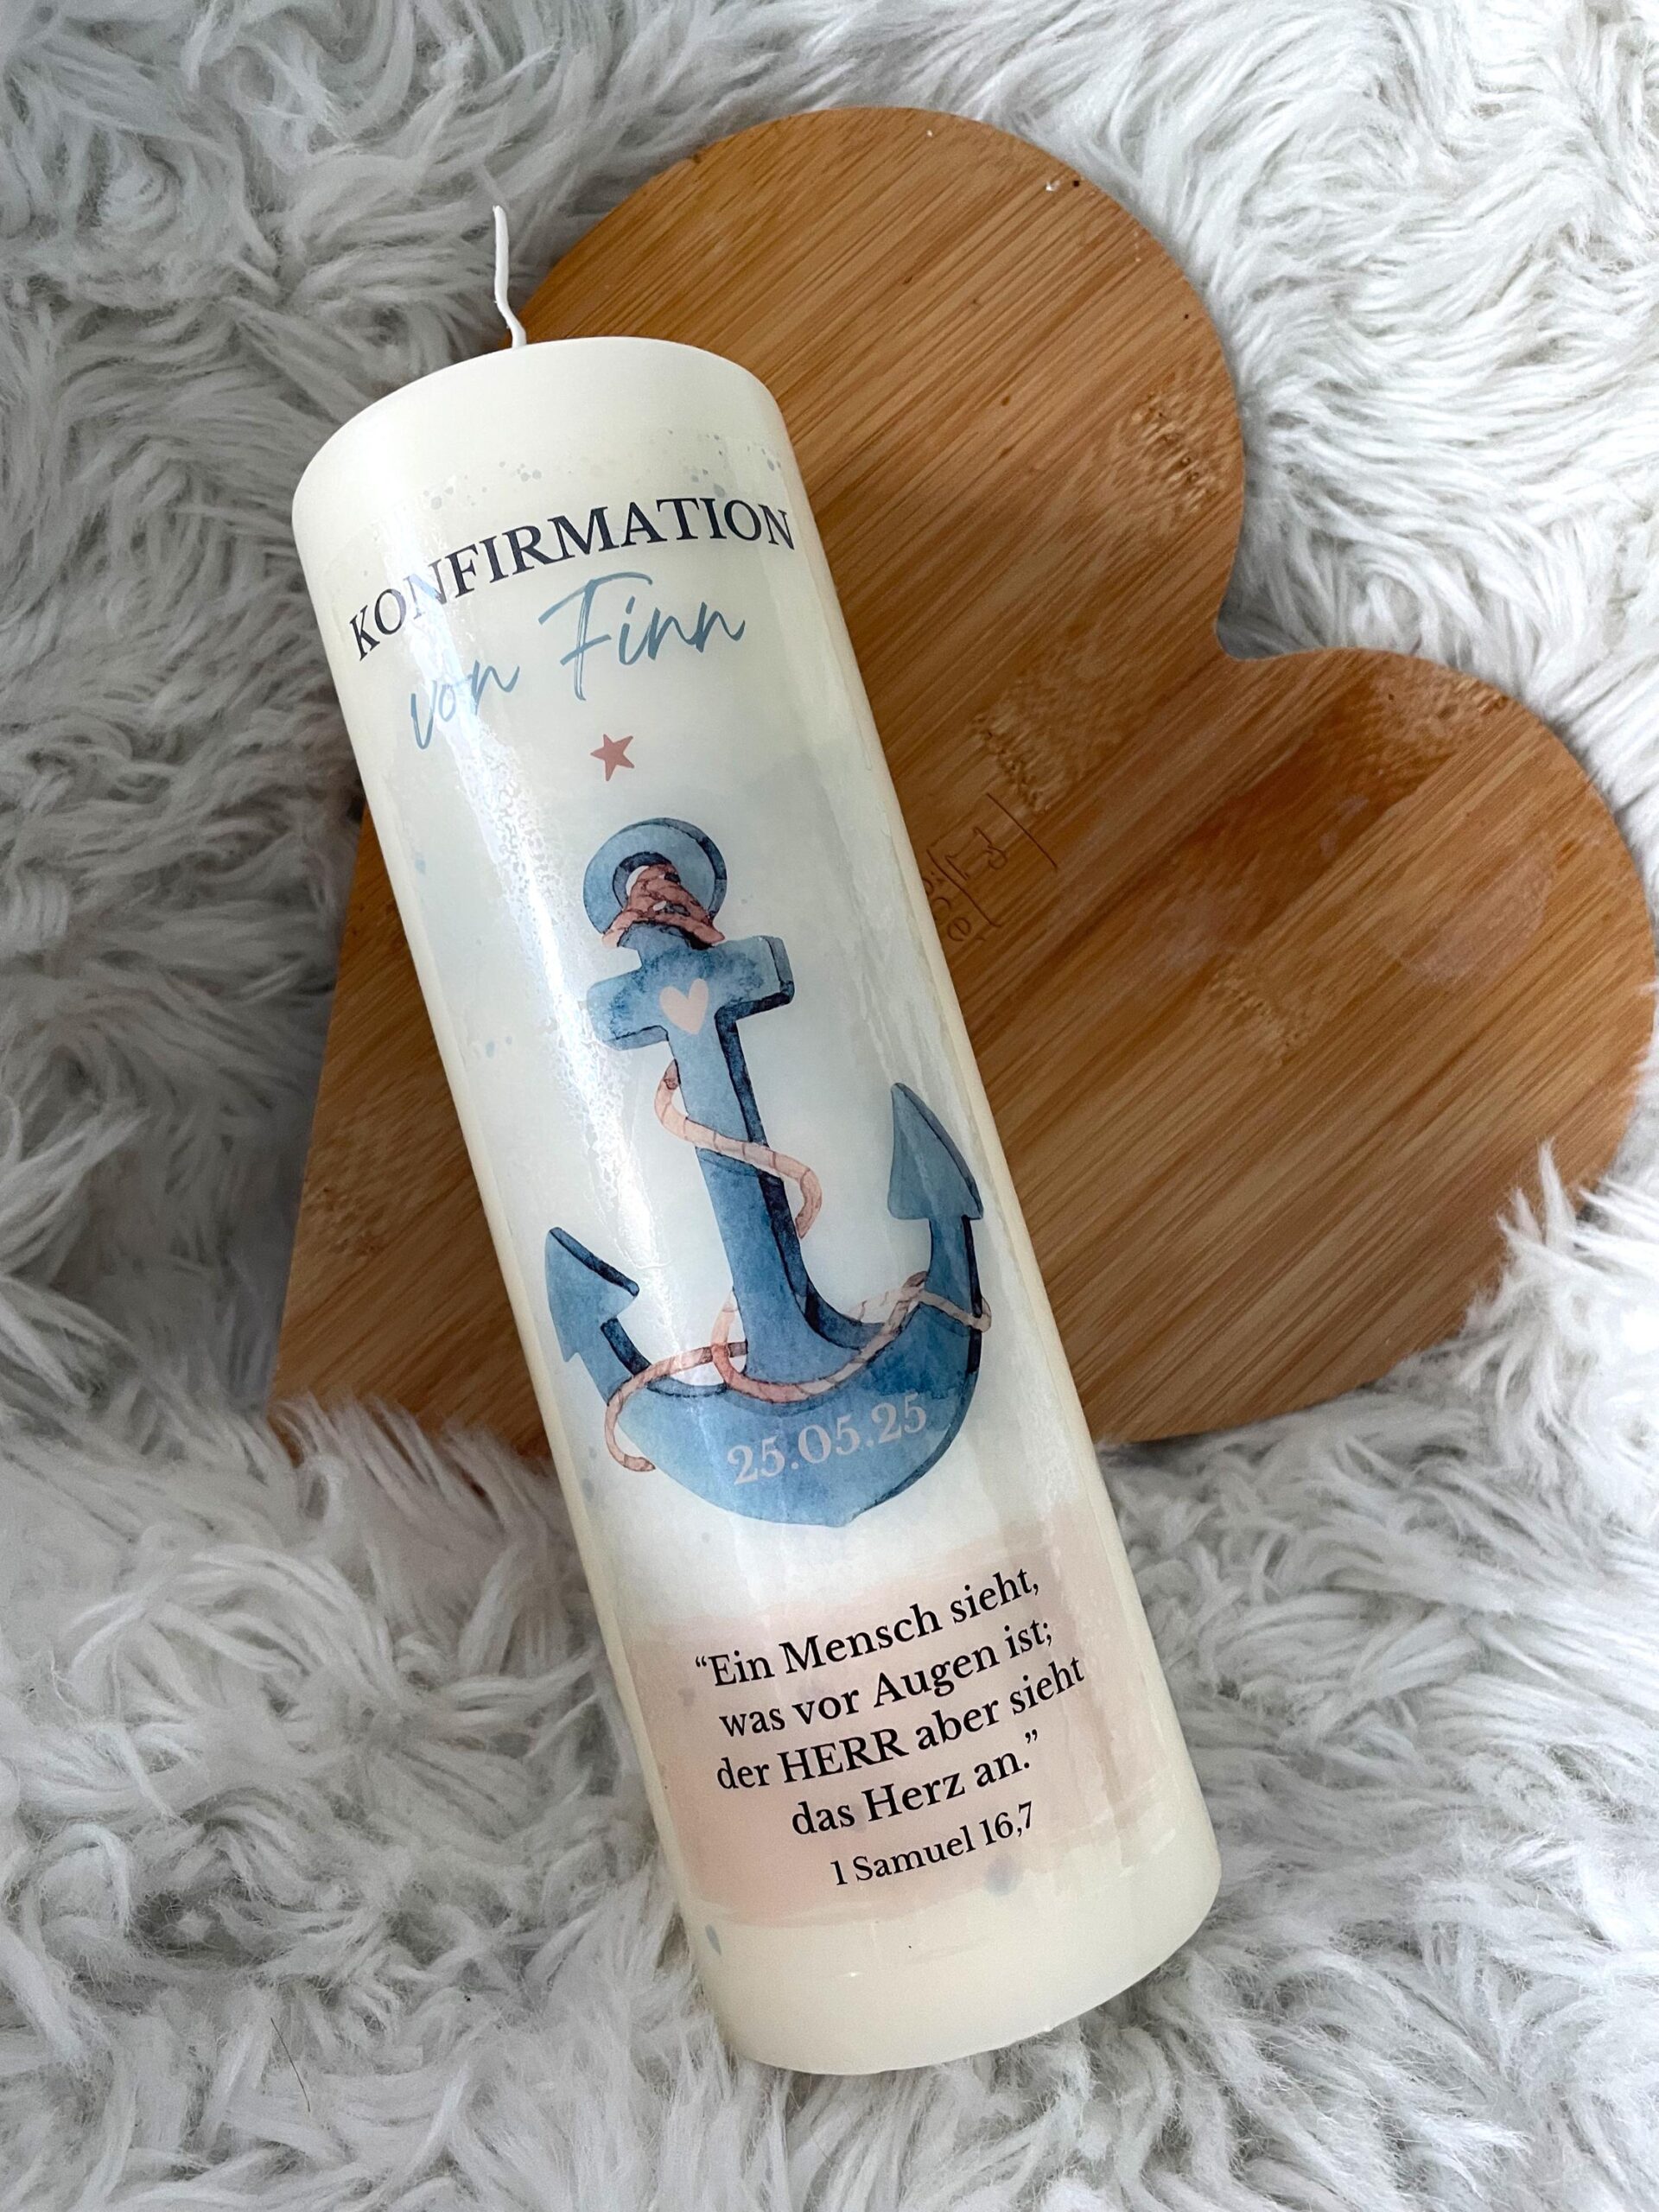 KONFIRMATION
von Finn
25.05.25
“Ein Mensch sieht,
was vor Augen ist;
der HERR aber sieht
das Herz an.”
1 Samuel 16,7